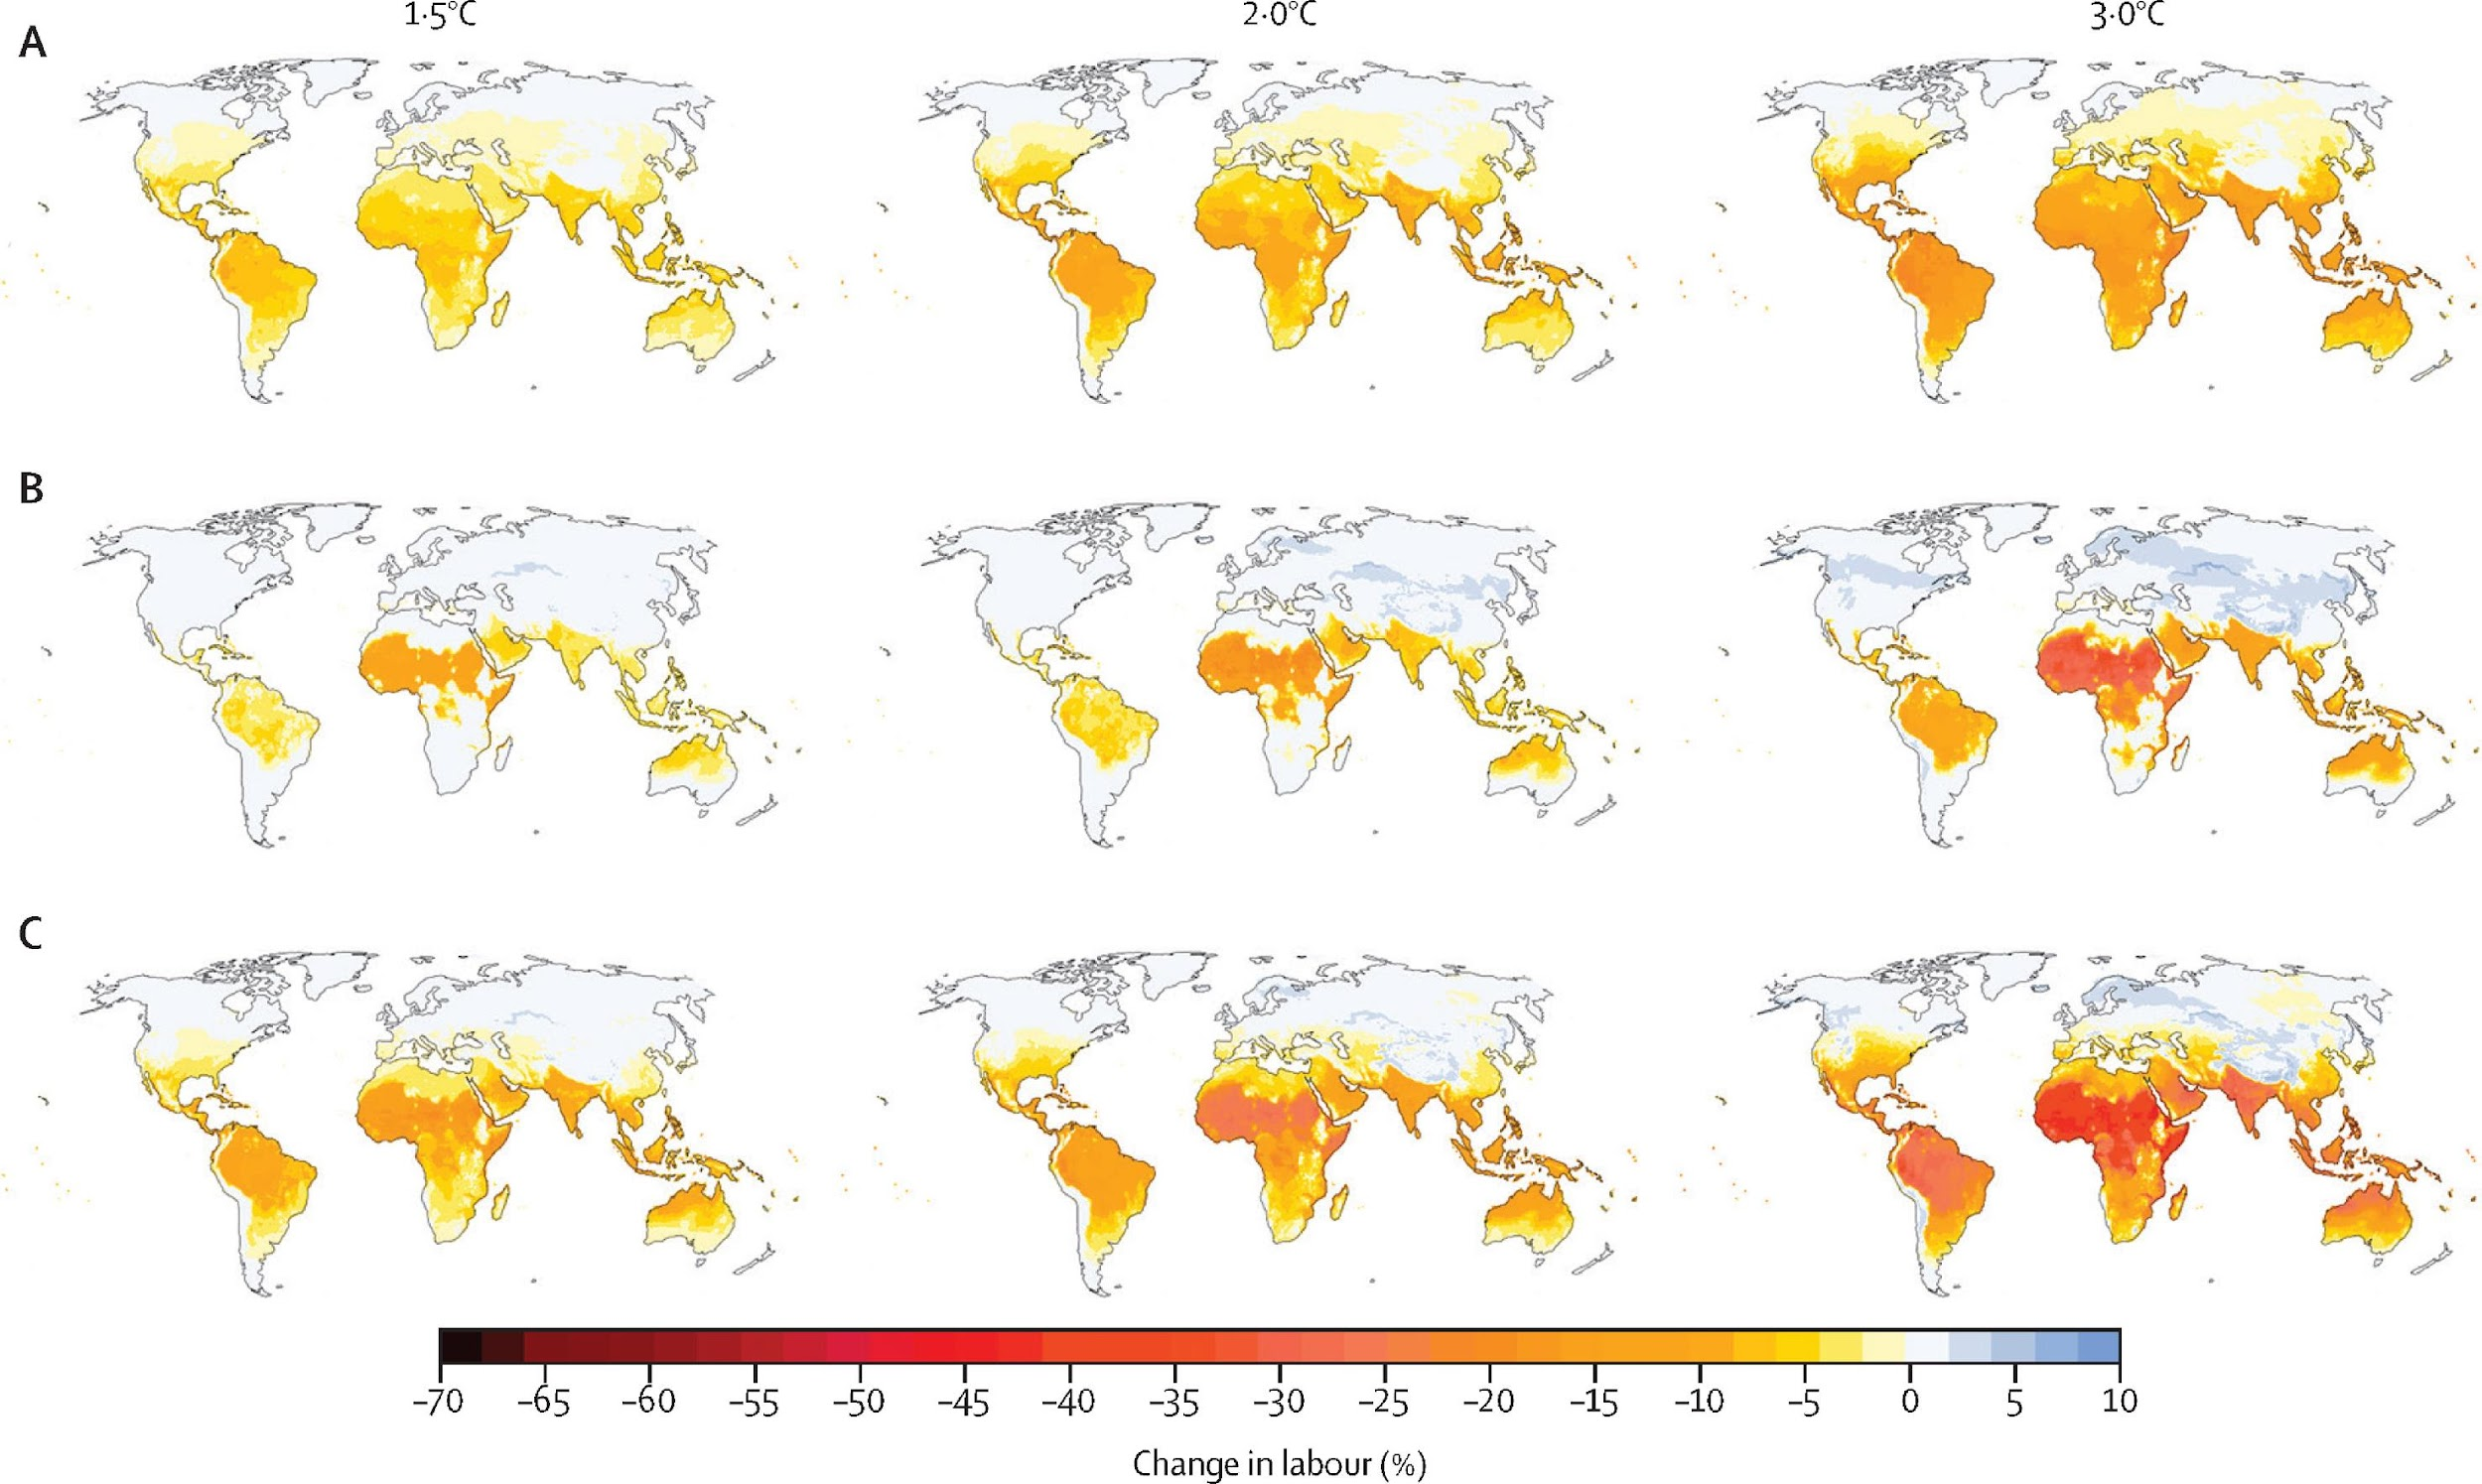 1·5°C 2·0°C 3·0°C
A
B
C
–70 –65 –60 –55 –50 –45 –40 –35 –30 –25 –20 –15 –10 –5 0 5 10
Change in labour (%)